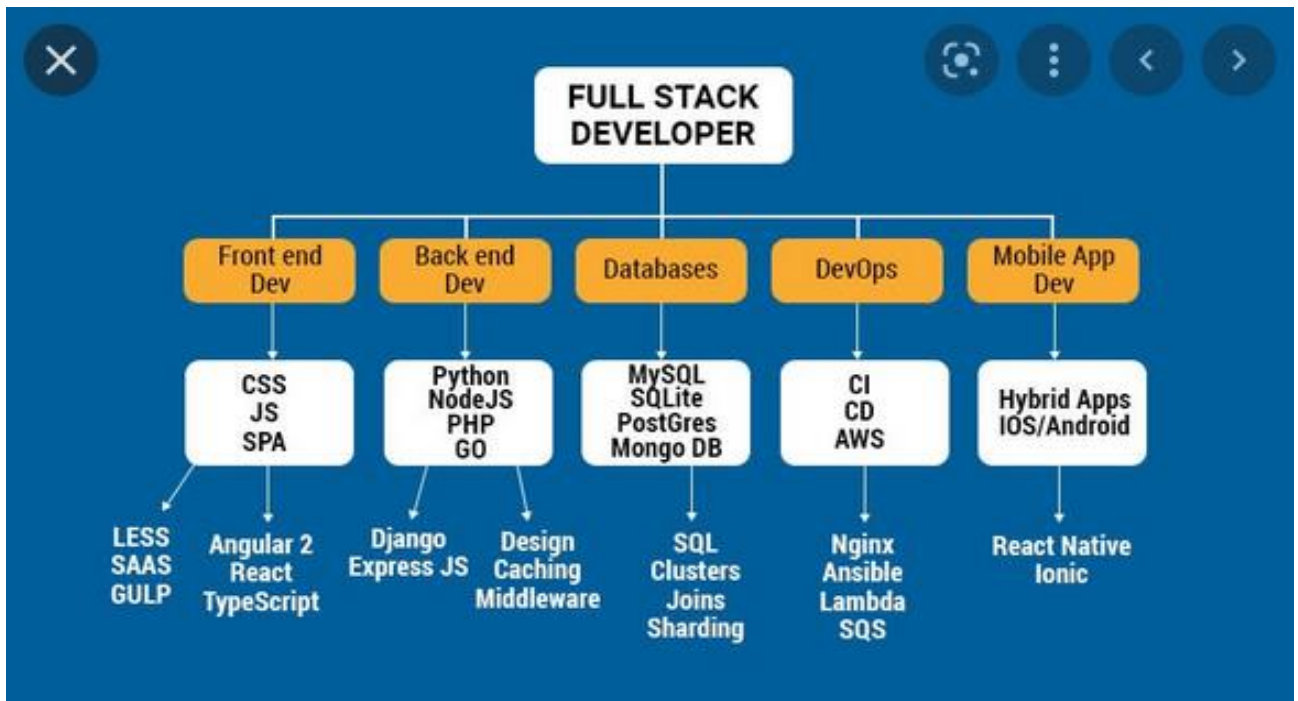 FULL STACK
DEVELOPER
Front end
Dev
Back end
Dev
Databases
DevOps
Mobile App
Dev
CSS
JS
SPA
Python
NodeJS
PHP
GO
MySQL
SQLite
PostGres
Mongo DB
CI
CD
AWS
Hybrid Apps
IOS/Android
LESS
SAAS
GULP
Angular 2
React
TypeScript
Django
Express JS
Design
Caching
Middleware
SQL
Clusters
Joins
Sharding
Nginx
Ansible
Lambda
SQS
React Native
Ionic